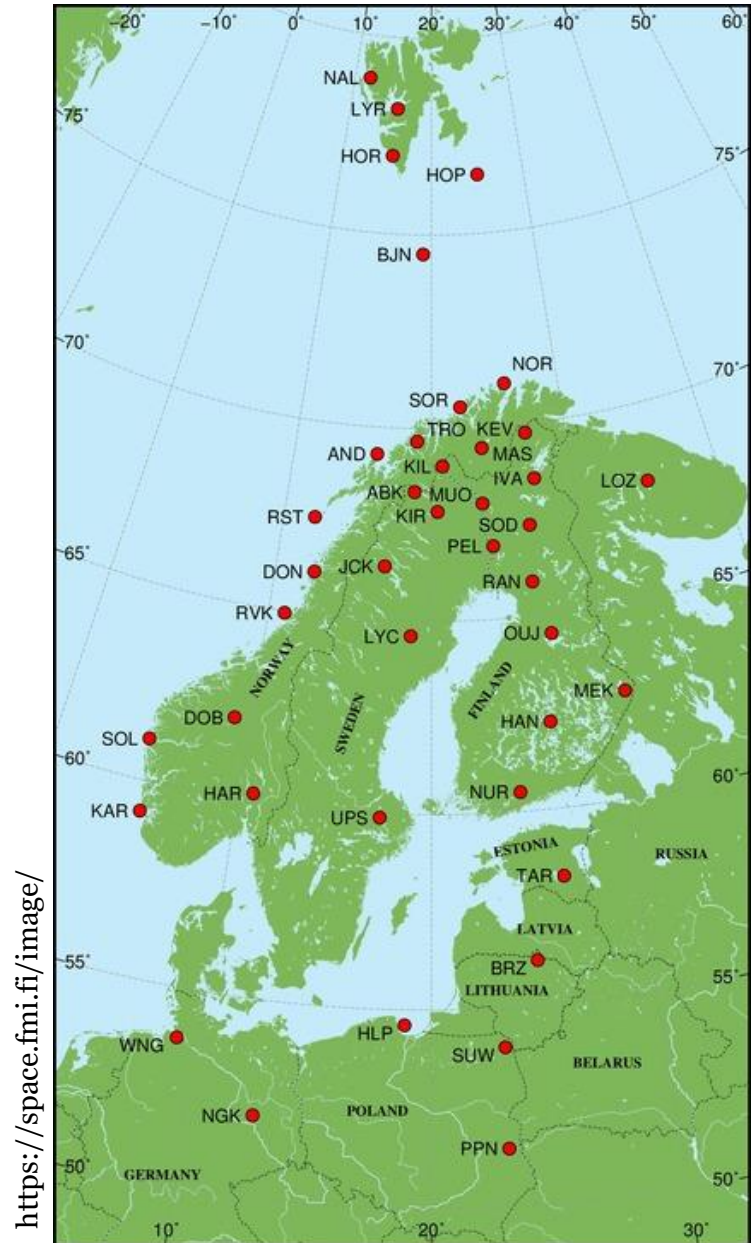 -20°
-10°
0°
10°
20°
30°
40°
50°
60°
NAL
75°
LYR
HOR
75°
HOP
BJN
70°
NOR
70°
SOR
TRO
KEV
AND
MAS
KIL
IVA
LOZ
ABK
MUO
RST
KIR
SOD
65°
PEL
DON
JCK
65°
RAN
RVK
LYC
OUJ
NORWAY
FINLAND
MEK
SWEDEN
DOB
HAN
SOL
60°
60°
HAR
NUR
KAR
UPS
ESTONIA
RUSSIA
TAR
LATVIA
55°
BRZ
55°
LITHUANIA
HLP
WNG
SUW
BELARUS
NGK
POLAND
PPN
50°
GERMANY
50°
10°
20°
30°
https://space.fmi.fi/image/